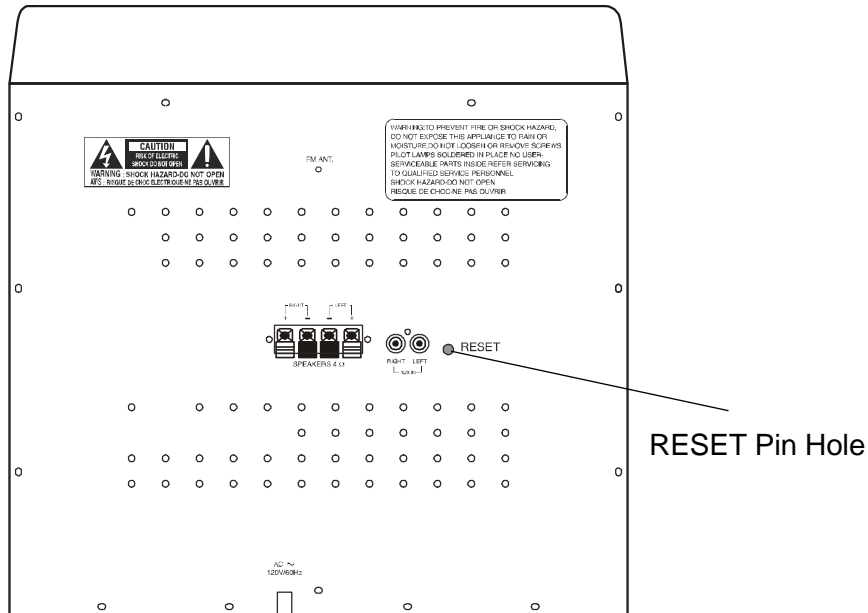 CAUTION
RISK OF ELECTRIC
SHOCK DO NOT OPEN
WARNING : SHOCK HAZARD-DO NOT OPEN
AVIS : RISQUE DE CHOC ELECTRIQUE-NE PAS OUVRIR
FM ANT.
WARNING:TO PREVENT FIRE OR SHOCK HAZARD,
DO NOT EXPOSE THIS APPLIANCE TO RAIN OR
MOISTURE,DO NOT LOOSEN OR REMOVE SCREWS
PILOT LAMPS SOLDERED IN PLACE NO USER-
SERVICEABLE PARTS INSIDE.REFER SERVICING
TO QUALIFIED SERVICE PERSONNEL
SHOCK HAZARD-DO NOT OPEN
RISQUE DE CHOC-NE PAS OUVRIR
RIGHT LEFT
+ − − +
SPEAKERS 4 Ω
RIGHT LEFT
AUX IN
RESET
RESET Pin Hole
AC ~
120V/60Hz